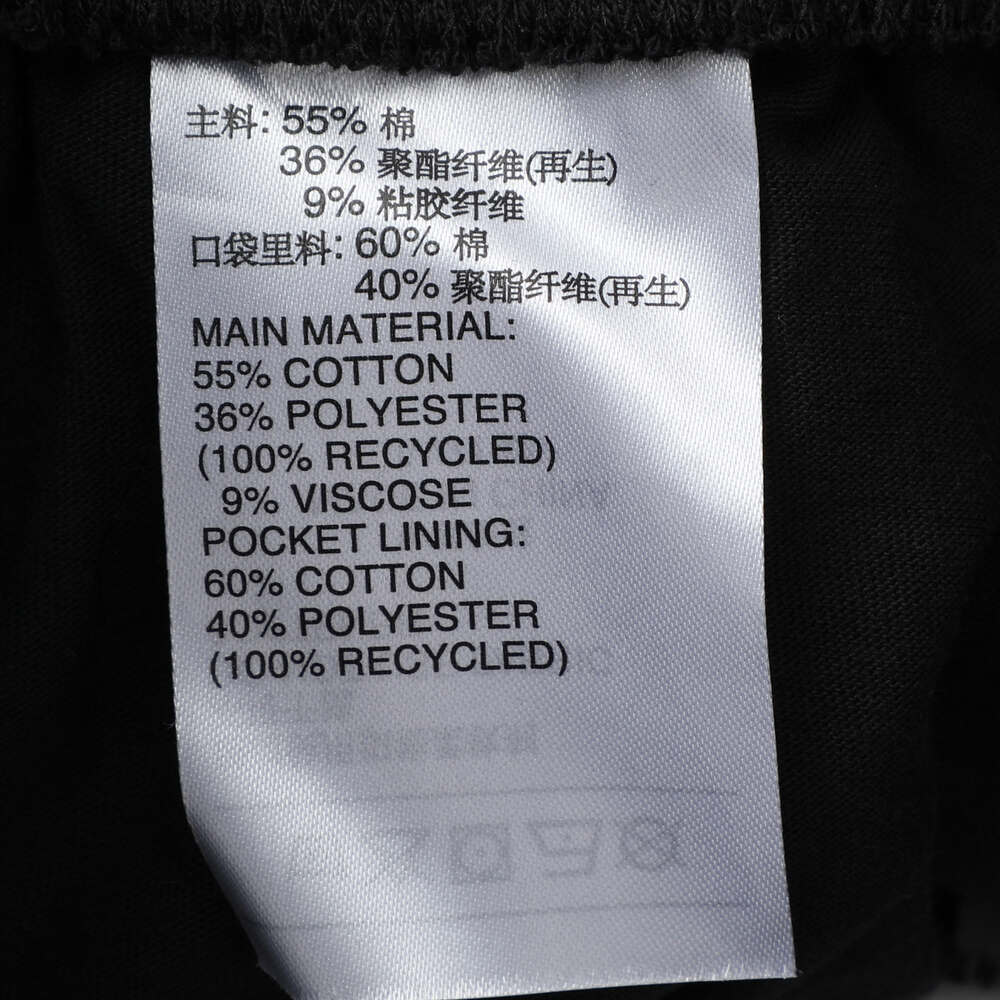 主料: 55% 棉
36% 聚酯纤维(再生)
9% 粘胶纤维
口袋里料: 60% 棉
40% 聚酯纤维(再生)
MAIN MATERIAL:
55% COTTON
36% POLYESTER
(100% RECYCLED)
9% VISCOSE
POCKET LINING:
60% COTTON
40% POLYESTER
(100% RECYCLED)